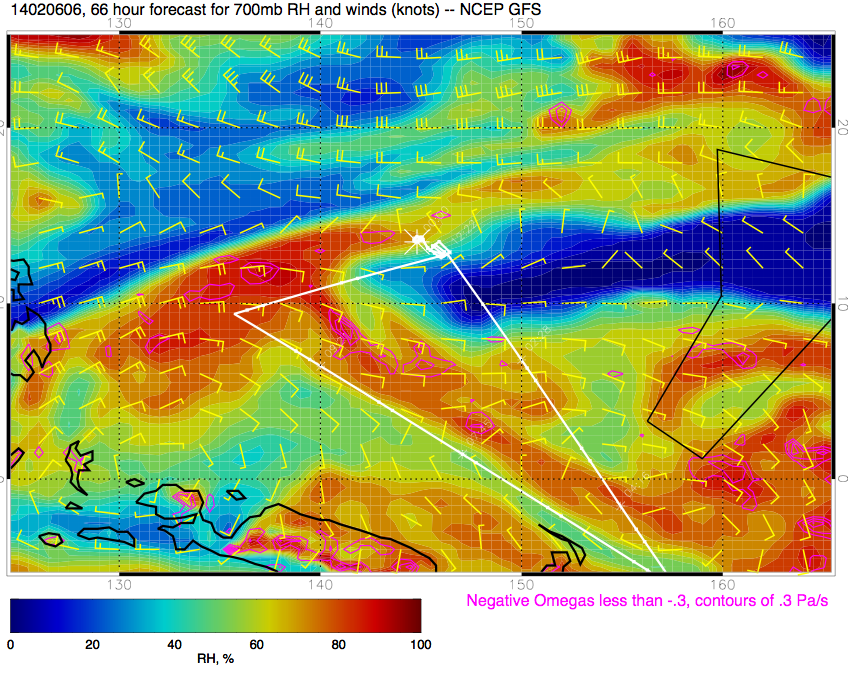 14020606, 66 hour forecast for 700mb RH and winds (knots) -- NCEP GFS
130 140 150 160
20 20
10
0 0
130 140 150 160
Negative Omegas less than -.3, contours of .3 Pa/s
0 20 40 60 80 100
RH, %